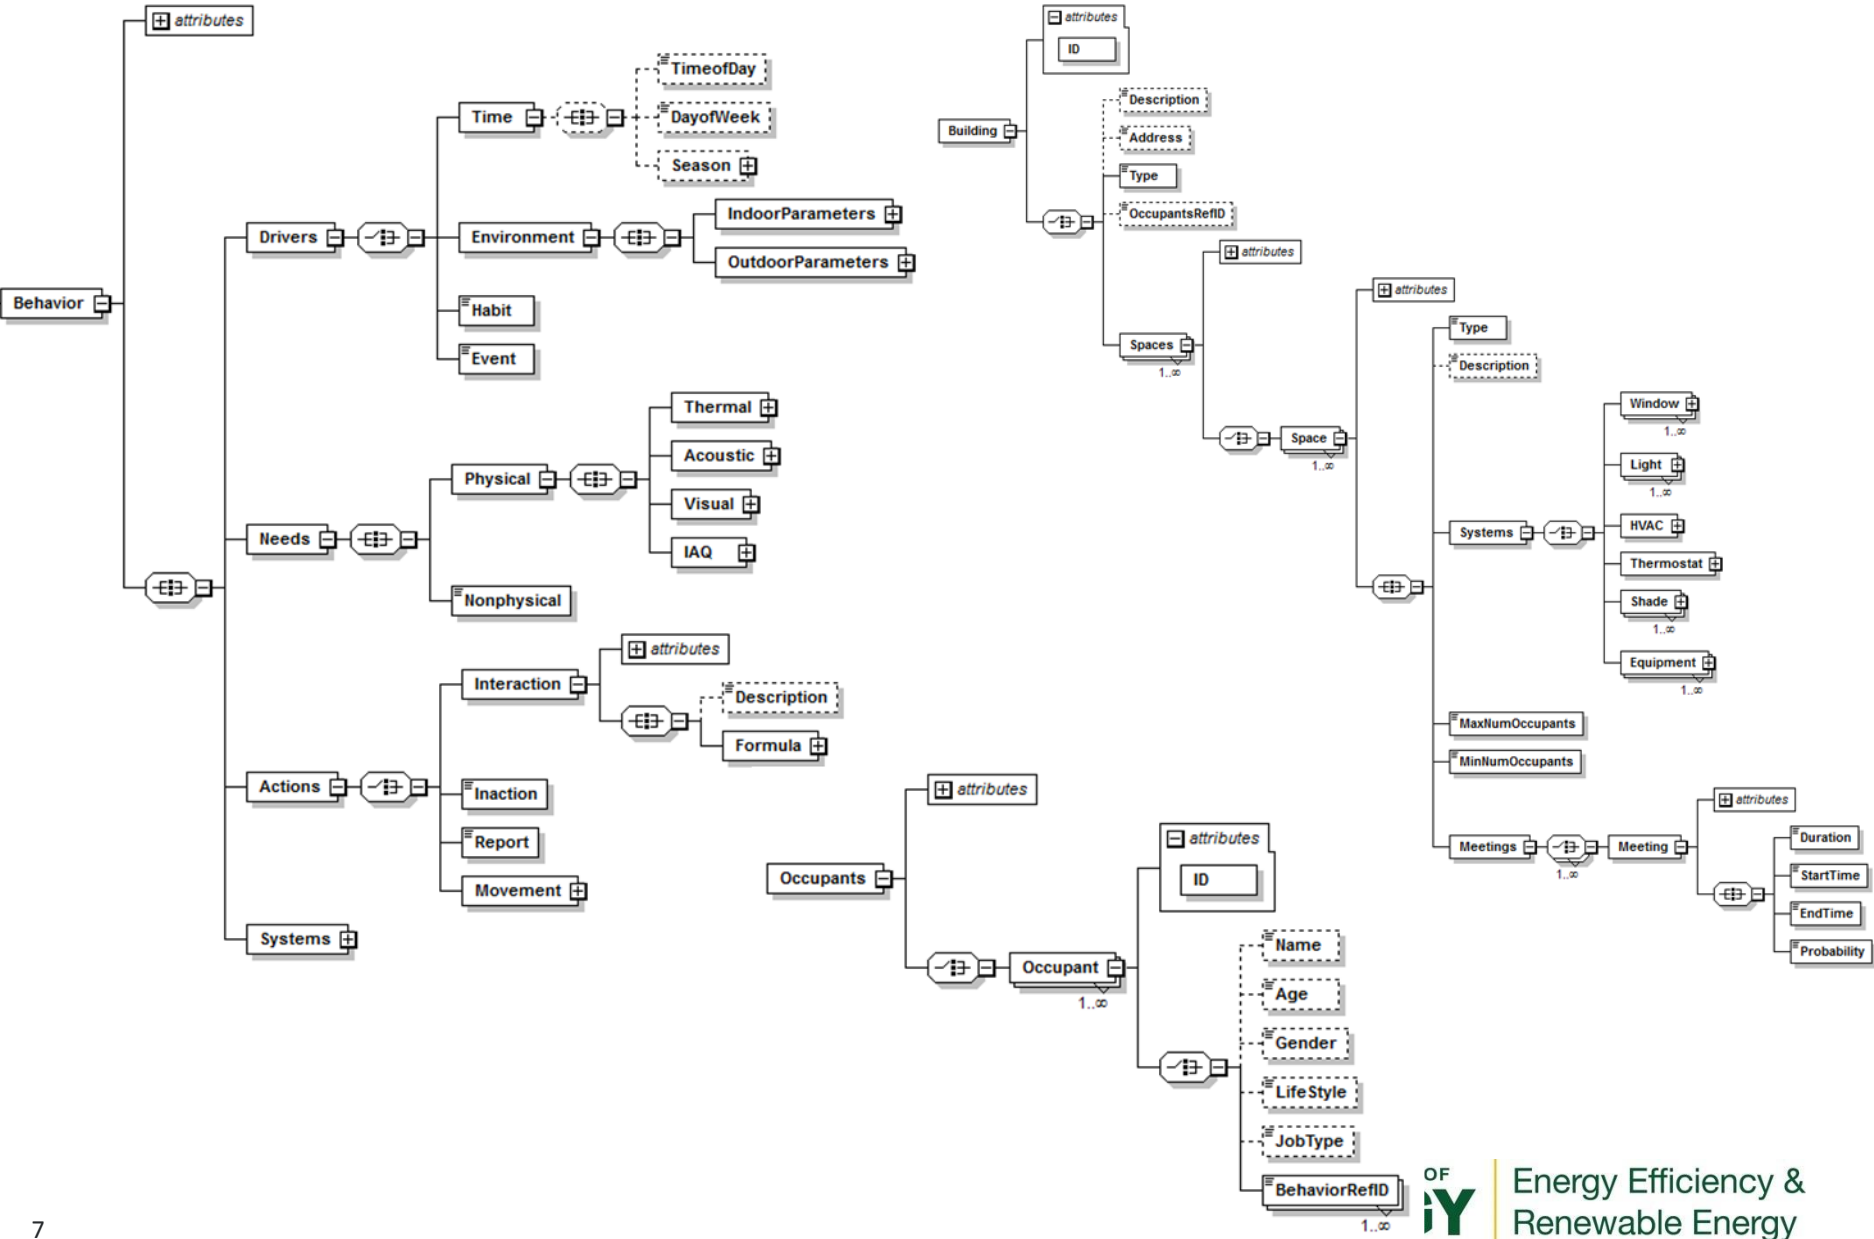 attributes
Behavior
Drivers
Time
TimeofDay
DayofWeek
Season
Environment
IndoorParameters
OutdoorParameters
Habit
Event
Needs
Physical
Thermal
Acoustic
Visual
IAQ
Nonphysical
Actions
Interaction
attributes
Description
Formula
Inaction
Report
Movement
Systems
Building
attributes
ID
Description
Address
Type
OccupantsRefID
Spaces
1..∞
attributes
Space
1..∞
attributes
Type
Description
Systems
Window
1..∞
Light
1..∞
HVAC
Thermostat
Shade
1..∞
Equipment
1..∞
MaxNumOccupants
MinNumOccupants
Meetings
1..∞
Meeting
attributes
Duration
StartTime
EndTime
Probability
Occupants
attributes
Occupant
1..∞
attributes
ID
Name
Age
Gender
LifeStyle
JobType
BehaviorRefID
1..∞
7
OF
Y
Energy Efficiency &
Renewable Energy